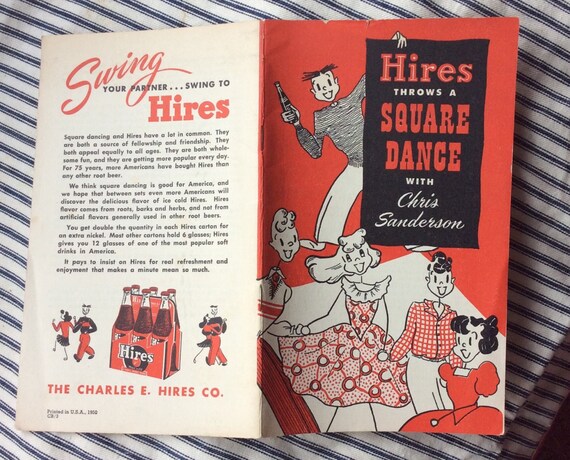 Swing
YOUR PARTNER... SWING TO
Hires
Square dancing and Hires have a lot in common. They
are both a source of fellowship and friendship. They
both appeal equally to all ages. They are both whole-
some fun, and they are getting more popular every day.
For 75 years, more Americans have bought Hires than
any other root beer.
We think square dancing is good for America, and
we hope that between sets even more Americans will
discover the delicious flavor of ice cold Hires. Hires
flavor comes from roots, barks and herbs, and not from
artificial flavors generally used in other root beers.
You get double the quantity in each Hires carton for
an extra nickel. Most other cartons hold 6 glasses; Hires
gives you 12 glasses of one of the most popular soft
drinks in America.
It pays to insist on Hires for real refreshment and
enjoyment that makes a minute mean so much.
Hires
THE CHARLES E. HIRES CO.
Printed in U.S.A.,
Hires
THROWS A
SQUARE
DANCE
WITH
Chris
Sanderson